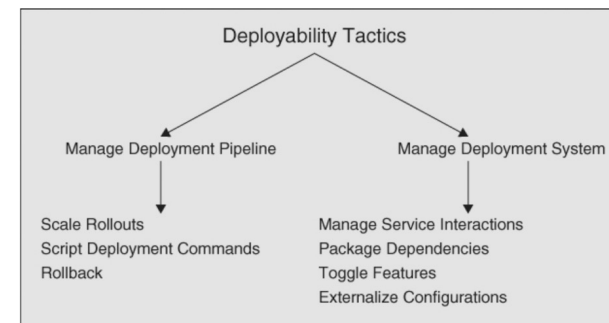 Deployability Tactics
Manage Deployment Pipeline
Manage Deployment System
Scale Rollouts
Script Deployment Commands
Rollback
Manage Service Interactions
Package Dependencies
Toggle Features
Externalize Configurations